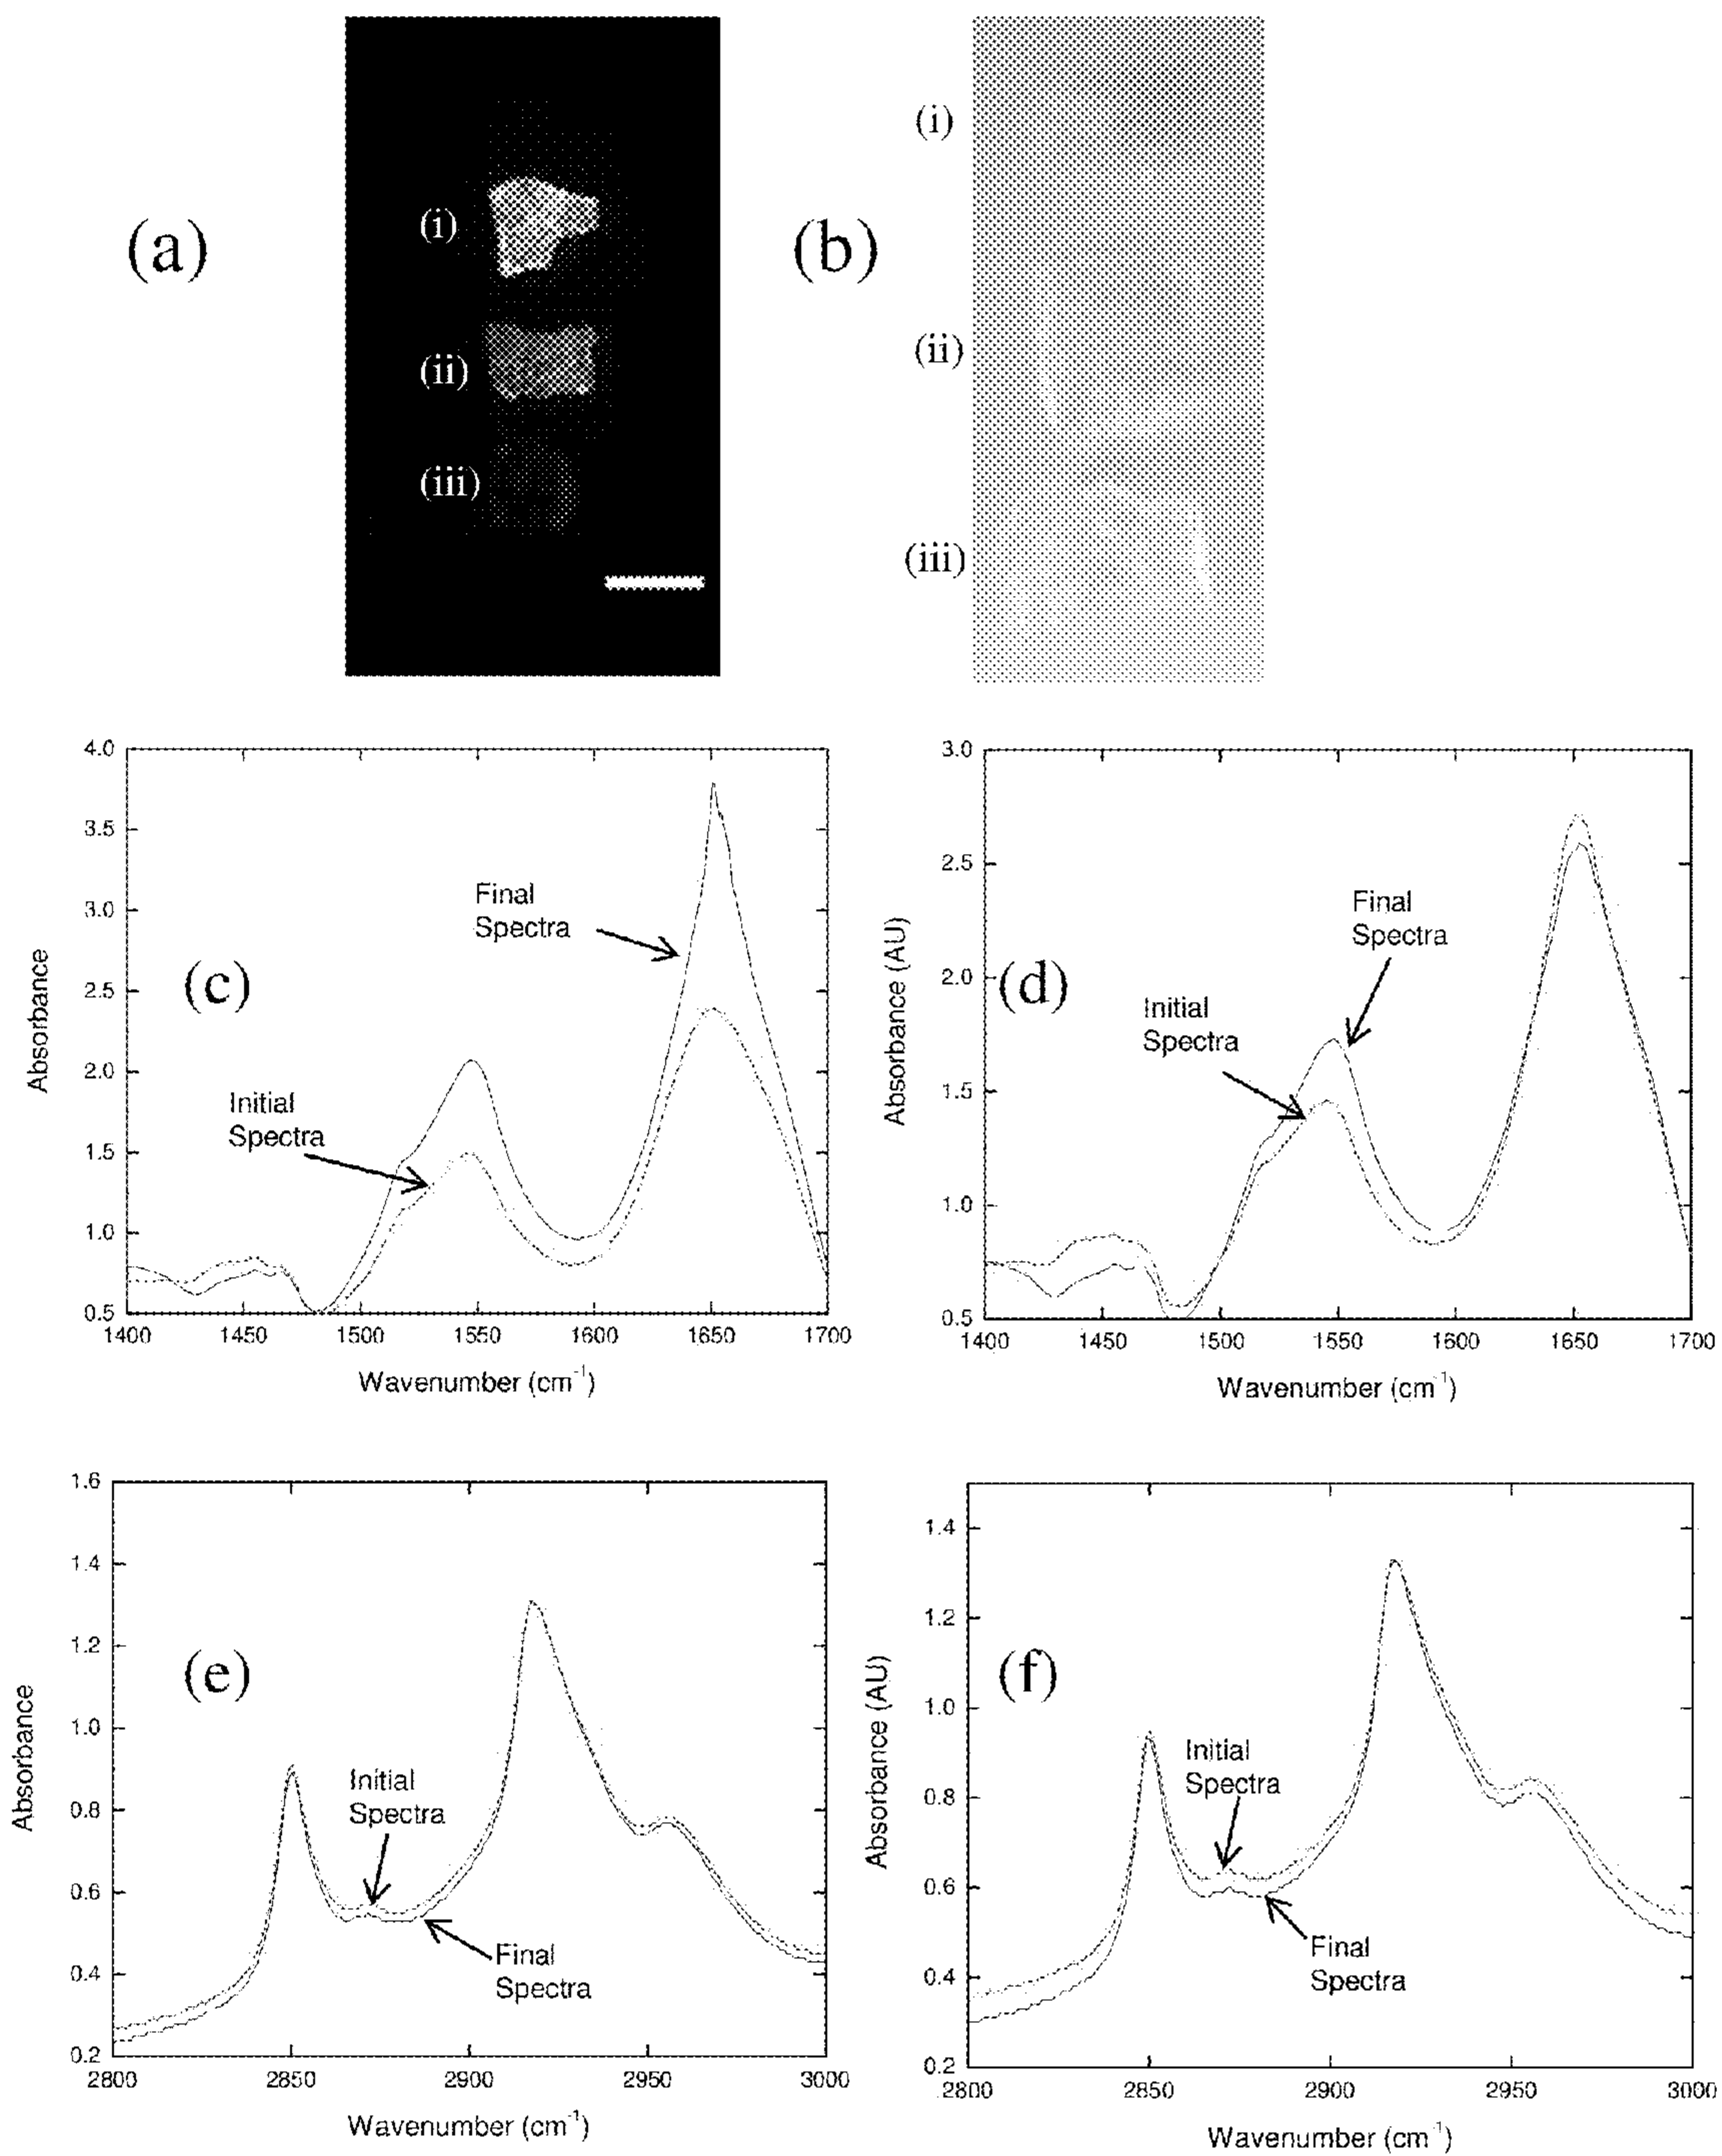 (a)
(i)
(ii)
(iii)
(b)
(i)
(ii)
(iii)
4.0
3.5
3.0
2.5
2.0
1.5
1.0
0.5
Absorbance
(c)
Final
Spectra
Initial
Spectra
1400 1450 1500 1550 1600 1650 1700
Wavenumber (cm⁻¹)
3.0
2.5
2.0
1.5
1.0
0.5
Absorbance (AU)
(d)
Final
Spectra
Initial
Spectra
1400 1450 1500 1550 1600 1650 1700
Wavenumber (cm⁻¹)
1.6
1.4
1.2
1.0
0.8
0.6
0.4
0.2
Absorbance
(e)
Initial
Spectra
Final
Spectra
2800 2850 2900 2950 3000
Wavenumber (cm⁻¹)
1.4
1.2
1.0
0.8
0.6
0.4
0.2
Absorbance (AU)
(f)
Initial
Spectra
Final
Spectra
2800 2850 2900 2950 3000
Wavenumber (cm⁻¹)